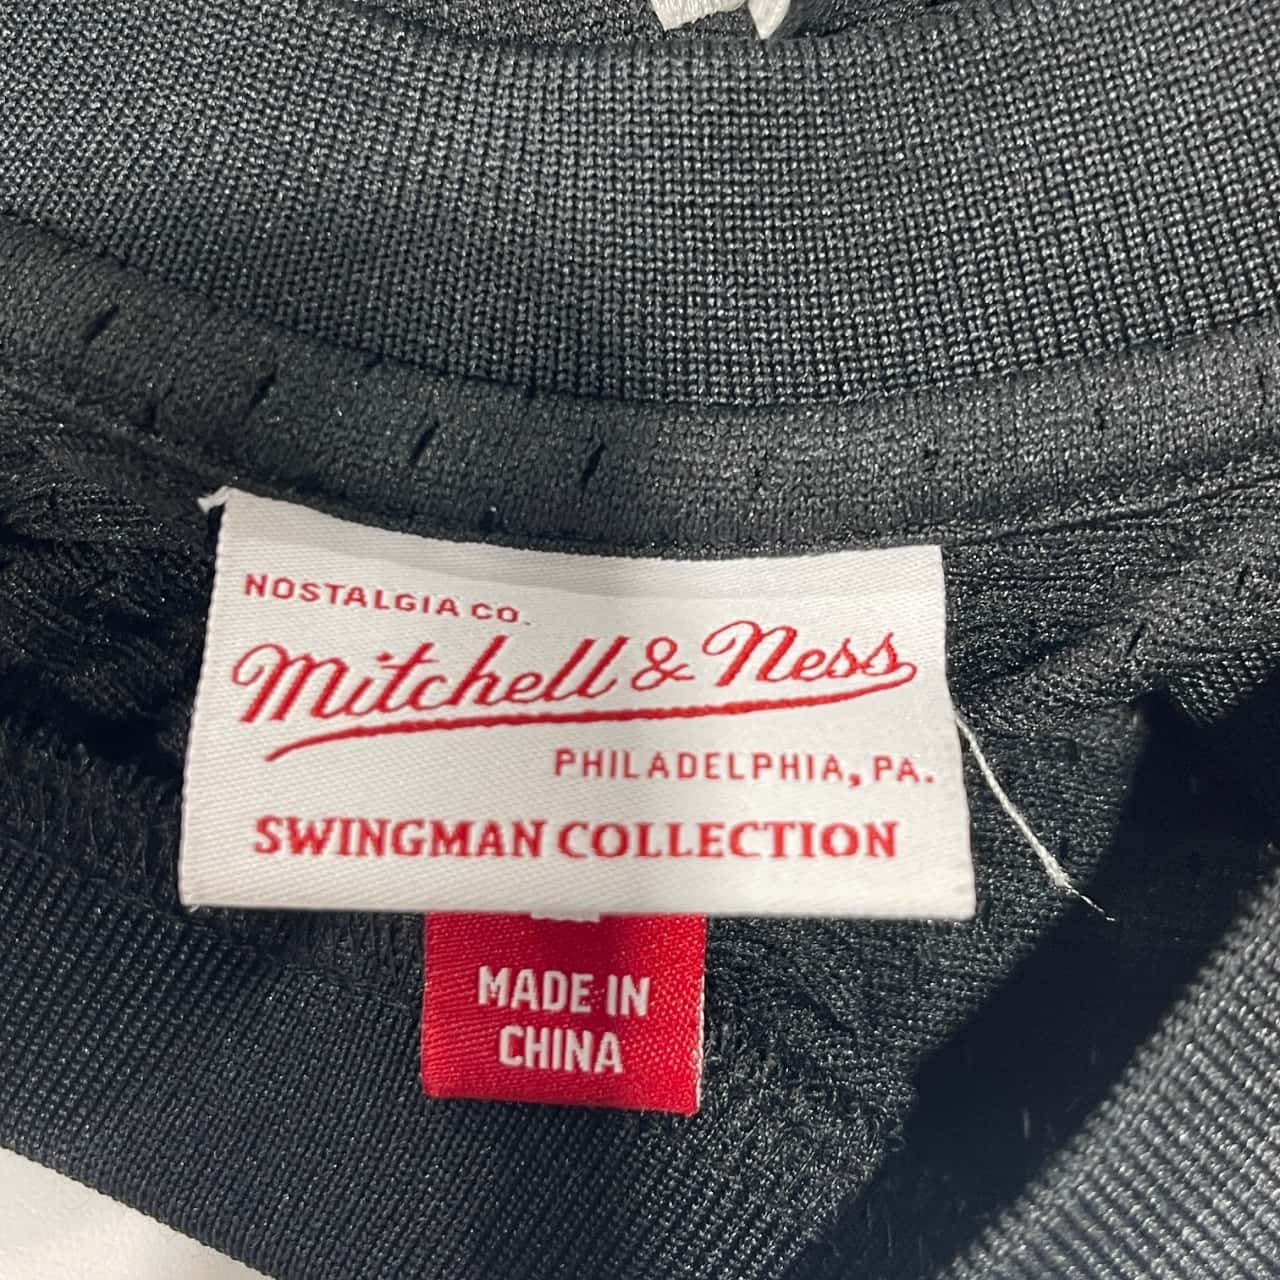 NOSTALGIA CO.
Mitchell & Ness
PHILADELPHIA, PA.
SWINGMAN COLLECTION
MADE IN
CHINA